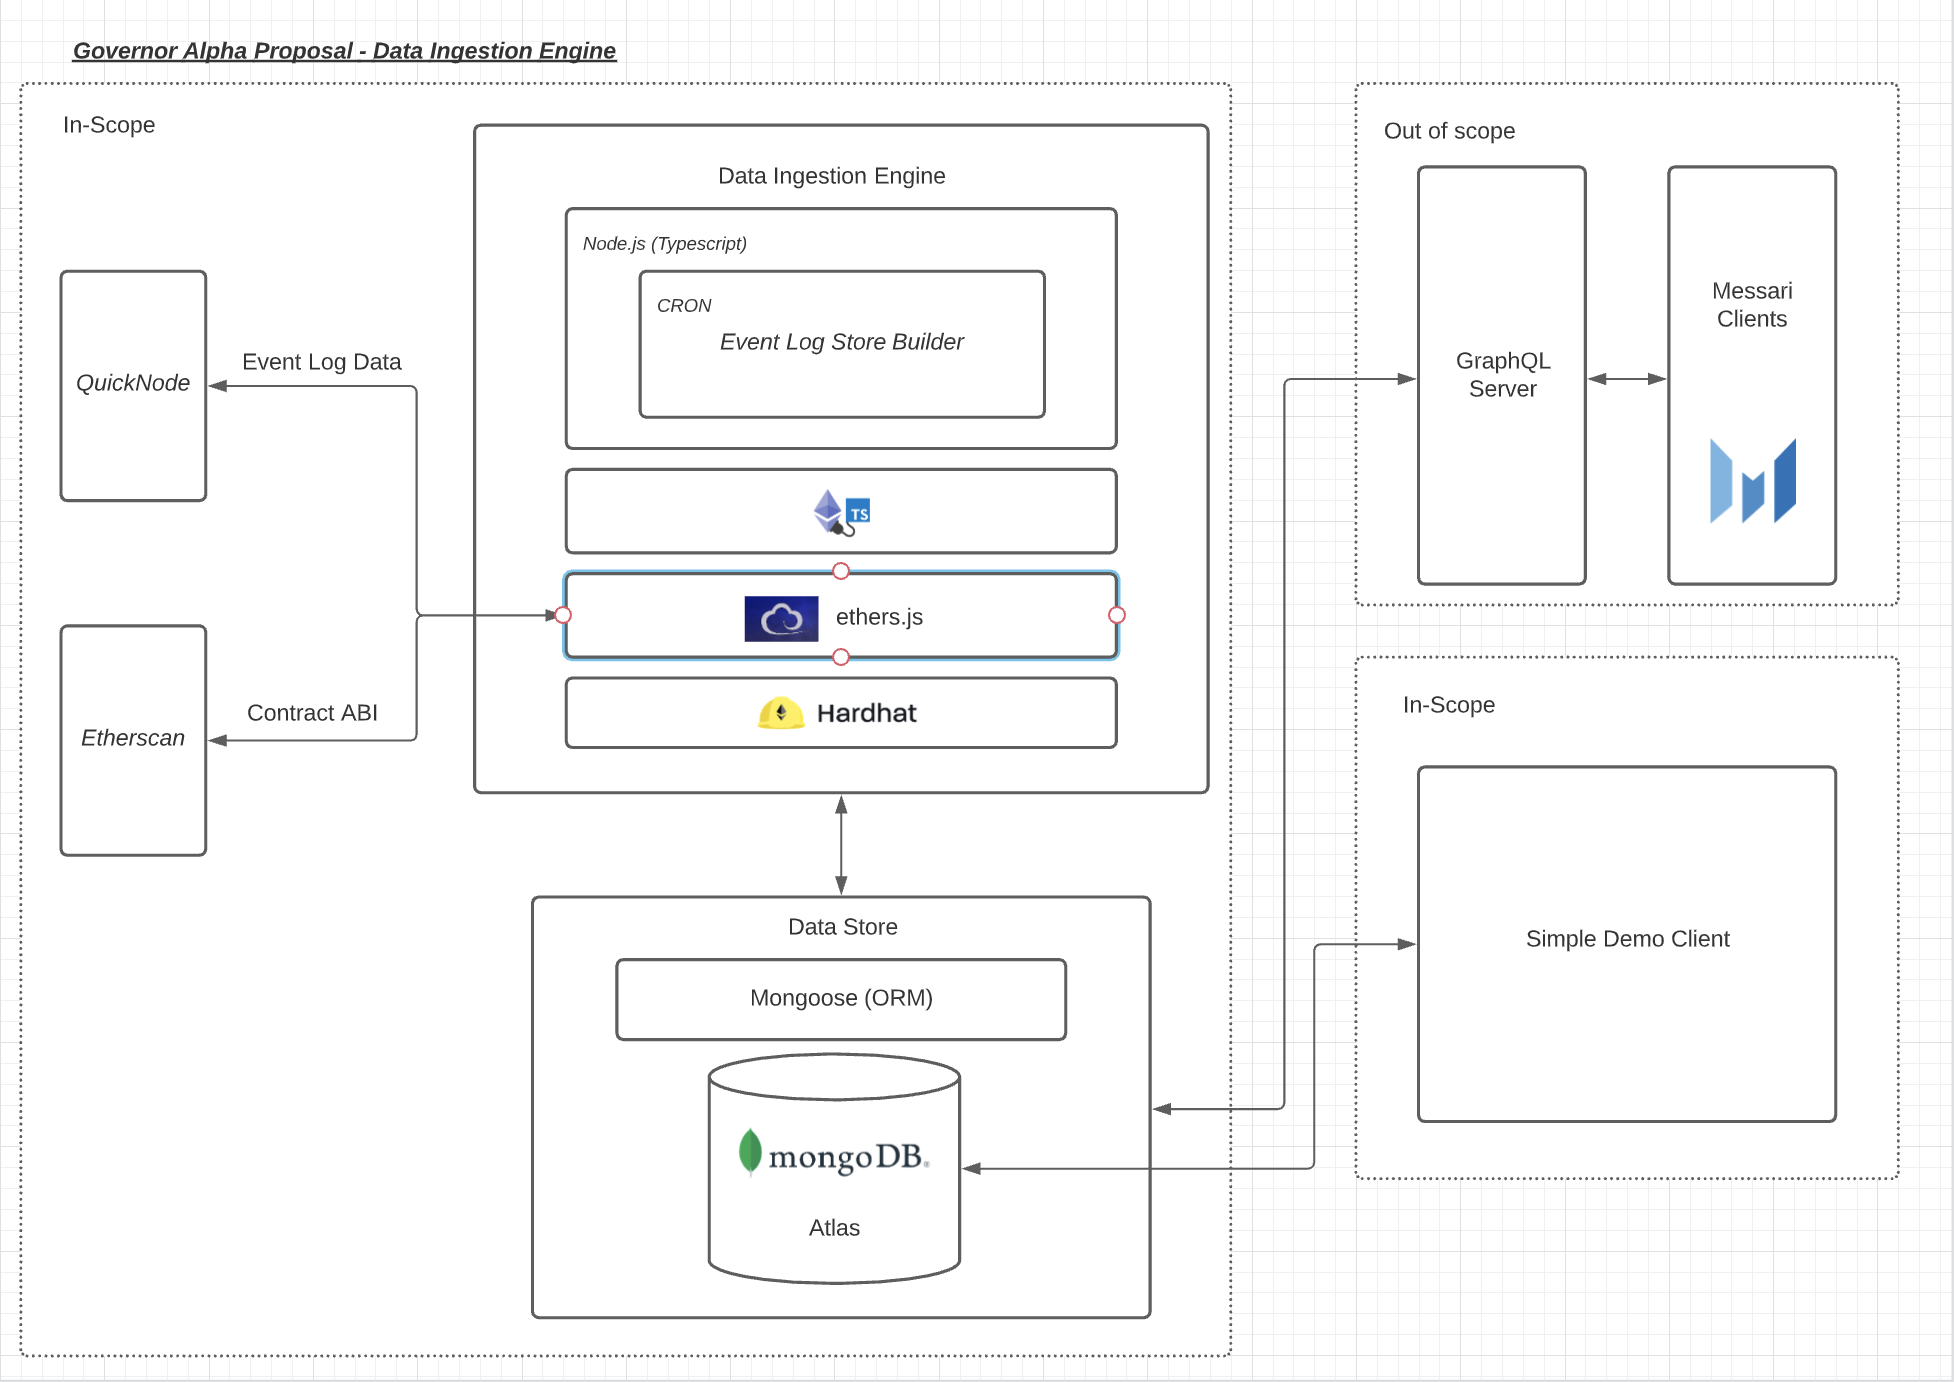 Governor Alpha Proposal - Data Ingestion Engine
In-Scope
Data Ingestion Engine
Node.js (Typescript)
CRON
Event Log Store Builder
TS
ethers.js
Hardhat
QuickNode
Event Log Data
Etherscan
Contract ABI
Data Store
Mongoose (ORM)
mongoDB®
Atlas
Out of scope
GraphQL
Server
Messari
Clients
In-Scope
Simple Demo Client